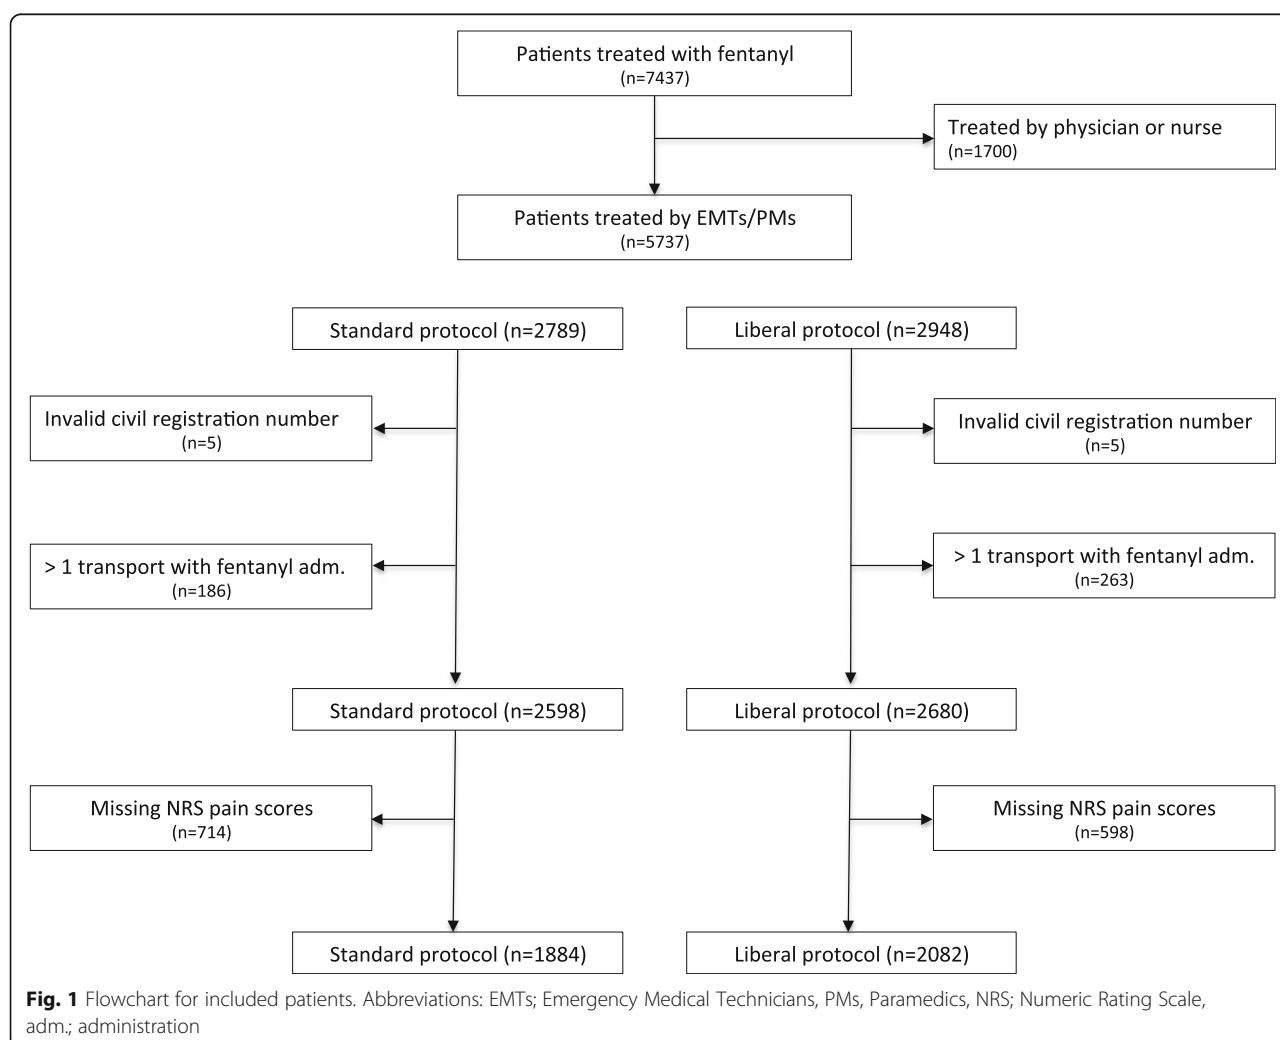 Patients treated with fentanyl
(n=7437)
Treated by physician or nurse
(n=1700)
Patients treated by EMTs/PMs
(n=5737)
Standard protocol (n=2789)
Liberal protocol (n=2948)
Invalid civil registration number
(n=5)
Invalid civil registration number
(n=5)
> 1 transport with fentanyl adm.
(n=186)
> 1 transport with fentanyl adm.
(n=263)
Standard protocol (n=2598)
Liberal protocol (n=2680)
Missing NRS pain scores
(n=714)
Missing NRS pain scores
(n=598)
Standard protocol (n=1884)
Liberal protocol (n=2082)
Fig. 1 Flowchart for included patients. Abbreviations: EMTs; Emergency Medical Technicians, PMs, Paramedics, NRS; Numeric Rating Scale,
adm.; administration